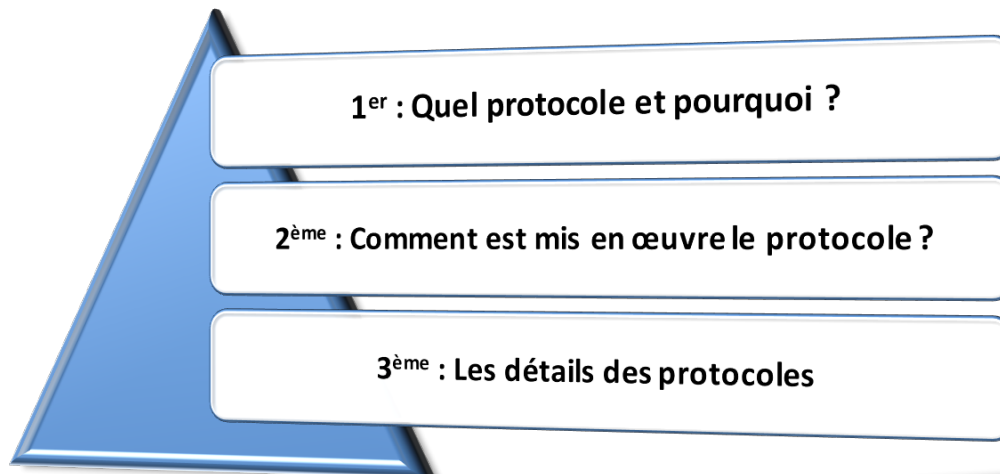 1er : Quel protocole et pourquoi ?
2ème : Comment est mis en œuvre le protocole ?
3ème : Les détails des protocoles